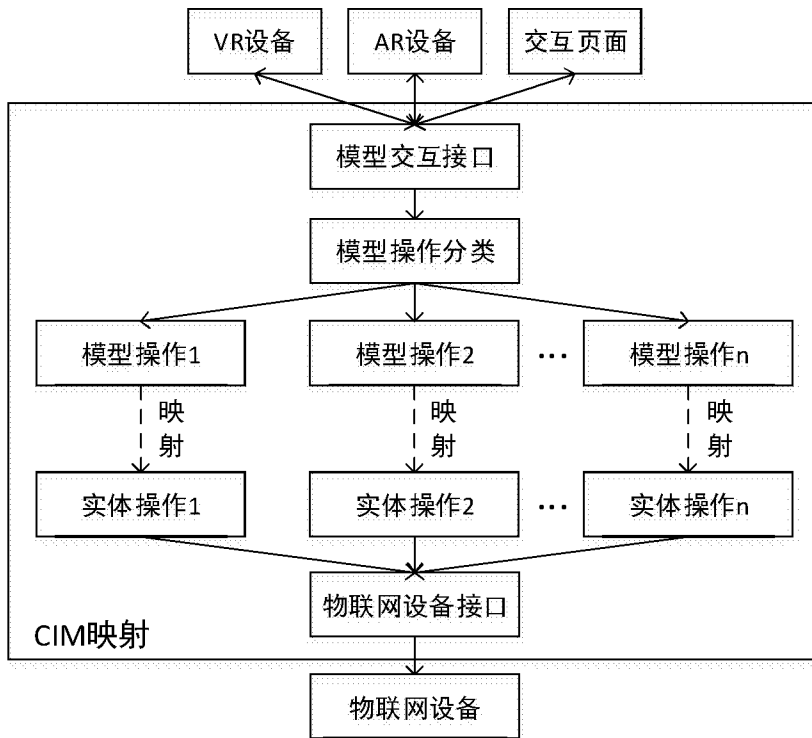 VR设备 AR设备 交互页面
模型交互接口
模型操作分类
模型操作1 模型操作2 ··· 模型操作n
映射 映射 映射
实体操作1 实体操作2 ··· 实体操作n
物联网设备接口
CIM映射
物联网设备